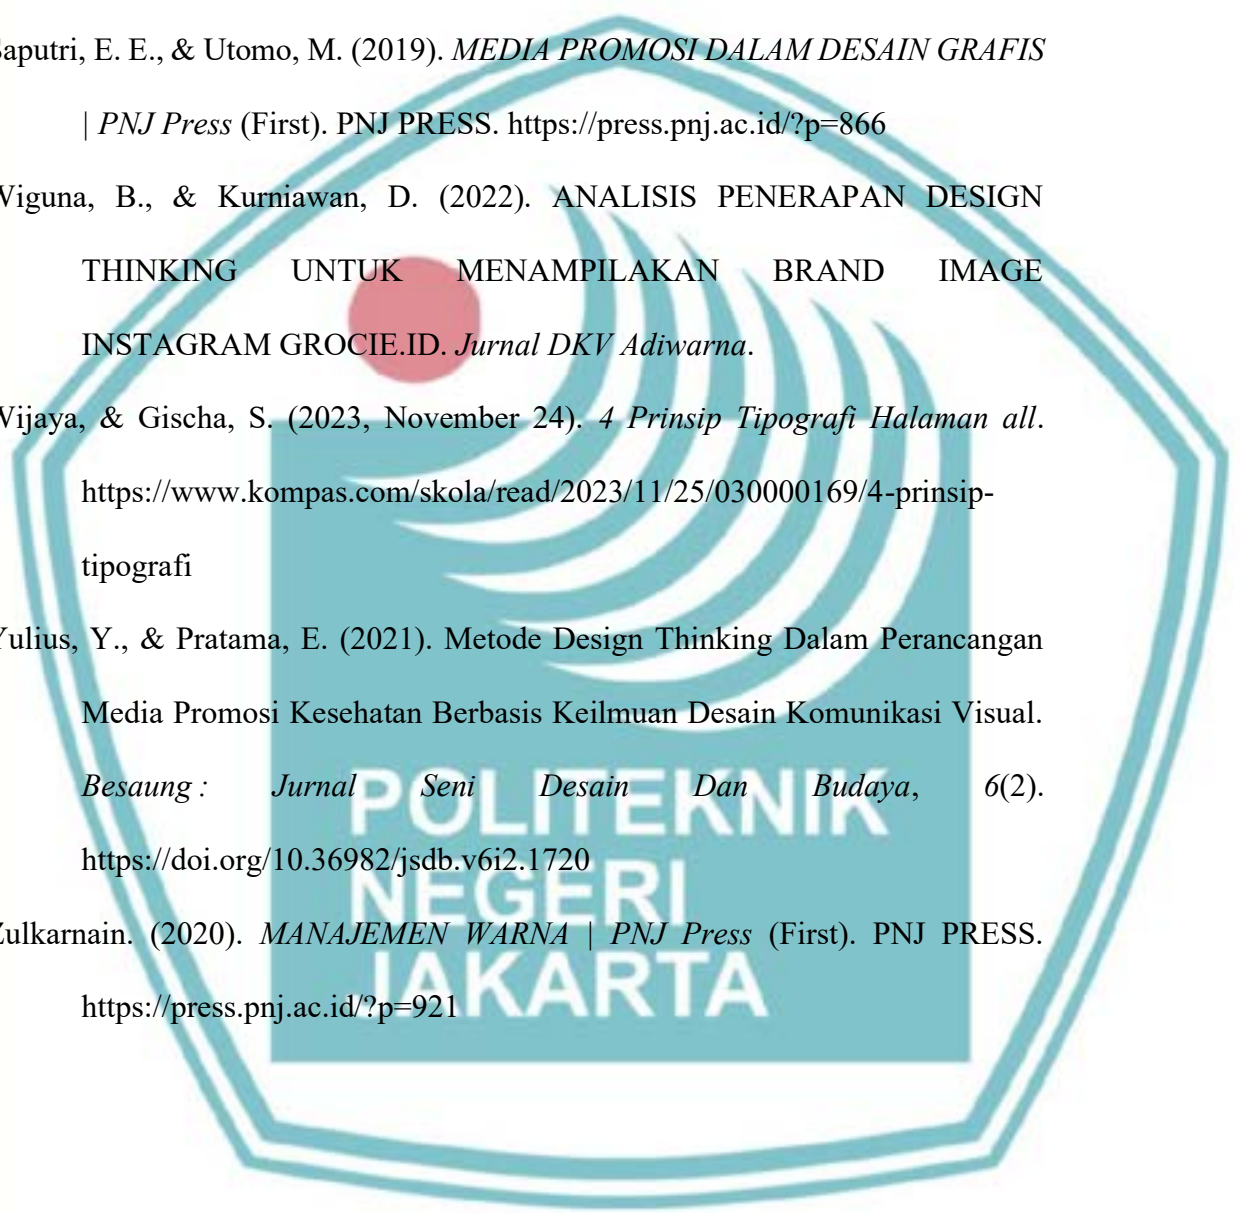 Saputri, E. E., & Utomo, M. (2019). MEDIA PROMOSI DALAM DESAIN GRAFIS
| PNJ Press (First). PNJ PRESS. https://press.pnj.ac.id/?p=866
Wiguna, B., & Kurniawan, D. (2022). ANALISIS PENERAPAN DESIGN
THINKING UNTUK MENAMPILAKAN BRAND IMAGE
INSTAGRAM GROCIE.ID. Jurnal DKV Adiwarna.
Wijaya, & Gischa, S. (2023, November 24). 4 Prinsip Tipografi Halaman all.
https://www.kompas.com/skola/read/2023/11/25/030000169/4-prinsip-
tipografi
Yulius, Y., & Pratama, E. (2021). Metode Design Thinking Dalam Perancangan
Media Promosi Kesehatan Berbasis Keilmuan Desain Komunikasi Visual.
Besaung : Jurnal Seni Desain Dan Budaya, 6(2).
https://doi.org/10.36982/jsdb.v6i2.1720
Zulkarnain. (2020). MANAJEMEN WARNA | PNJ Press (First). PNJ PRESS.
https://press.pnj.ac.id/?p=921
POLITEKNIK
NEGERI
JAKARTA